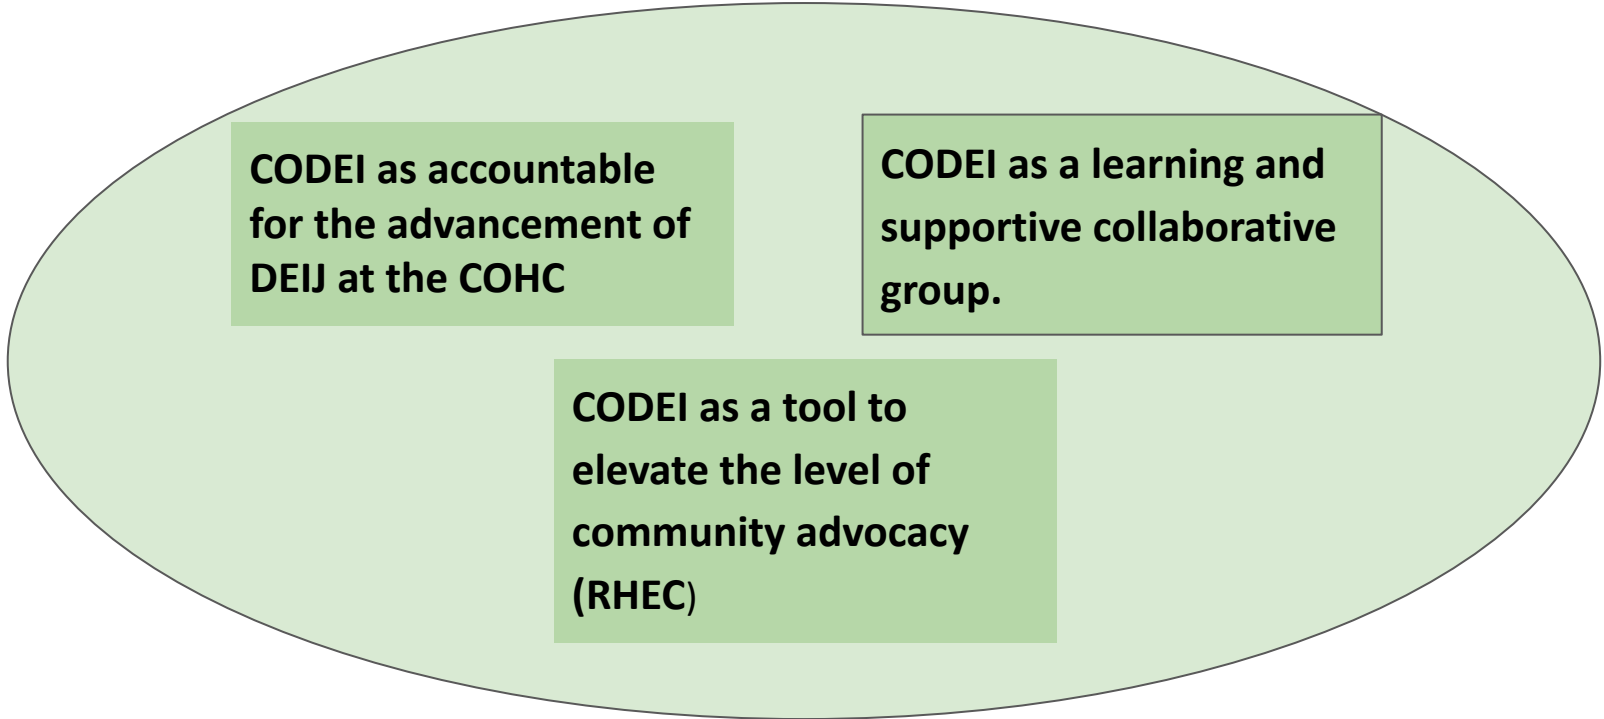 CODEI as accountable
for the advancement of
DEIJ at the COHC
CODEI as a learning and
supportive collaborative
group.
CODEI as a tool to
elevate the level of
community advocacy
(RHEC)